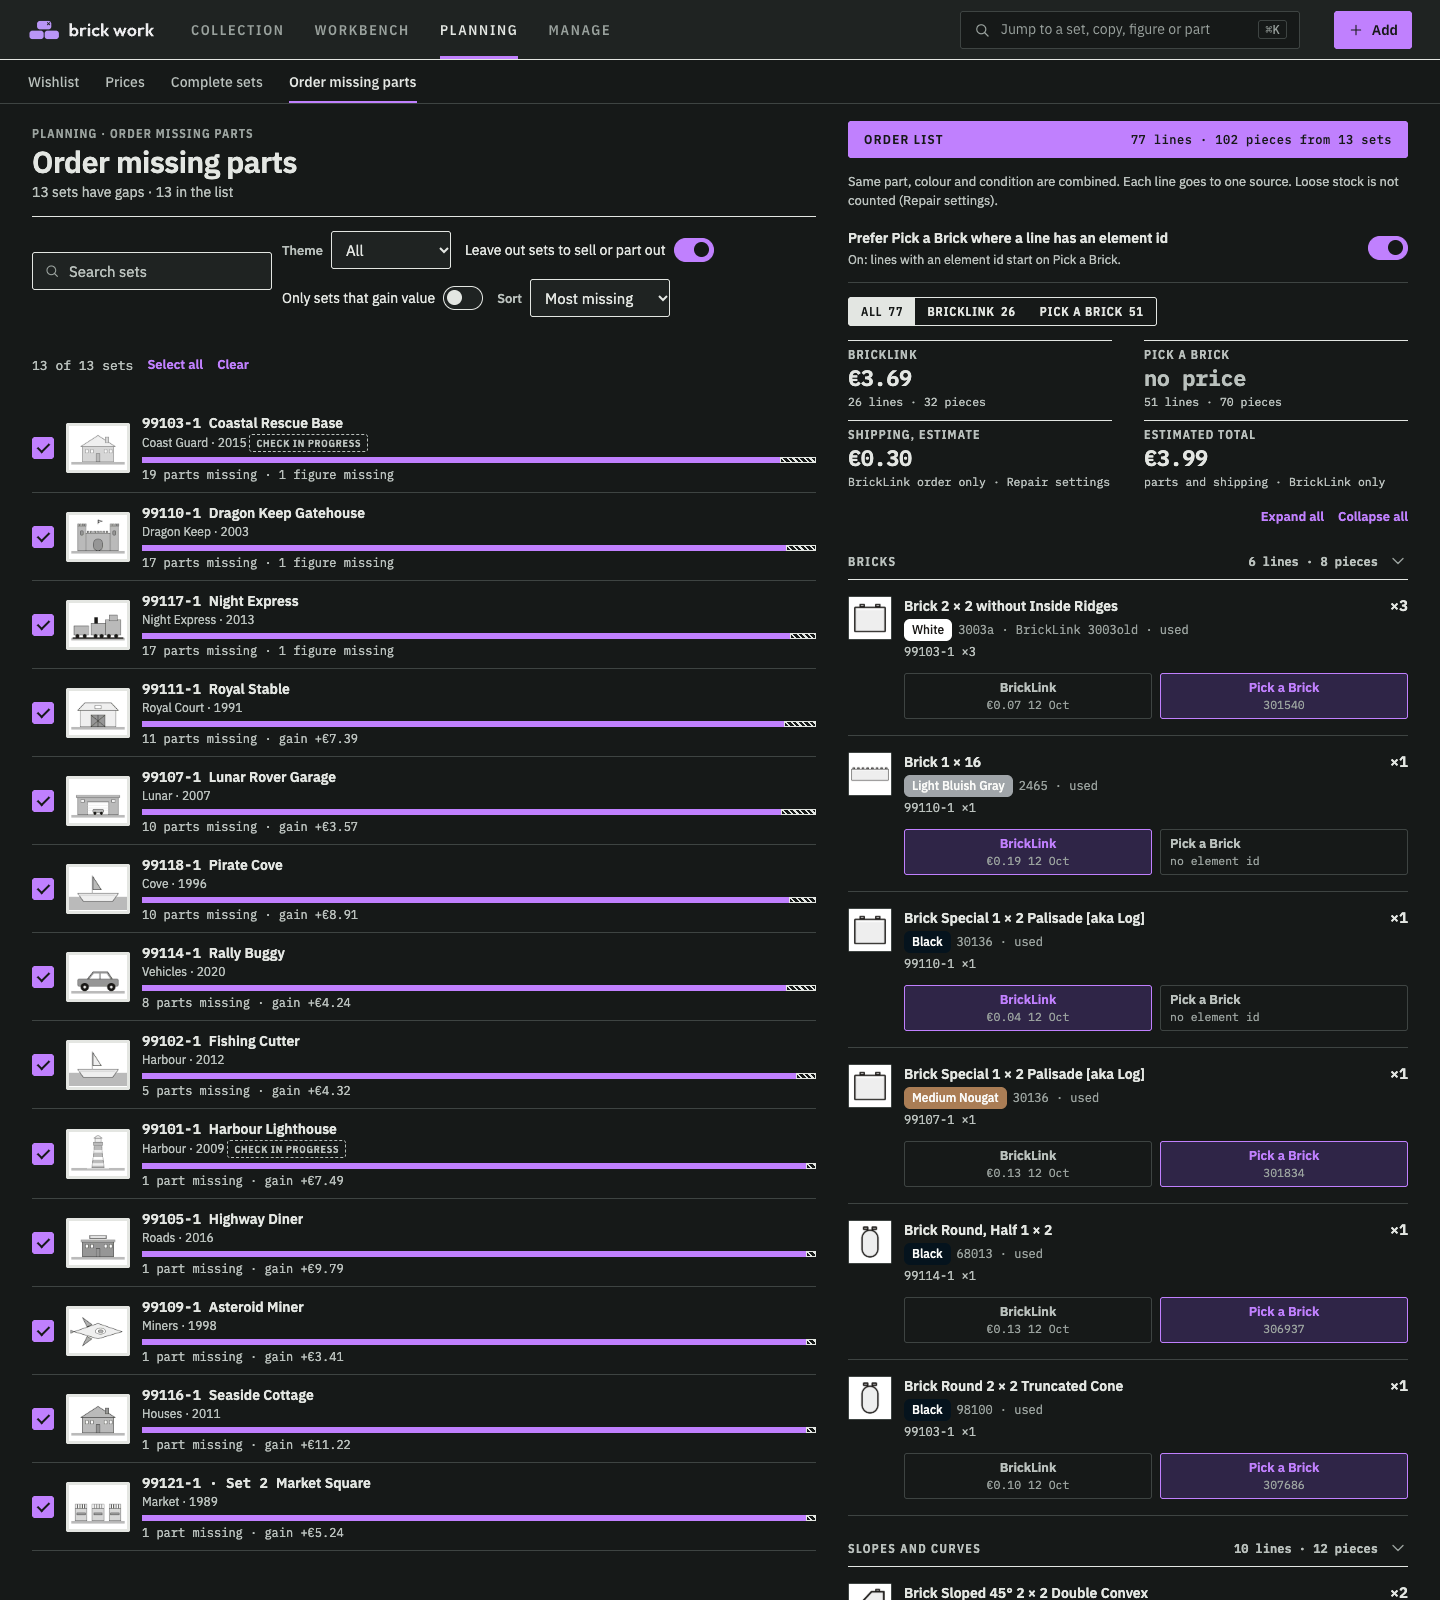 brick work
COLLECTION
WORKBENCH
PLANNING
MANAGE
Jump to a set, copy, figure or part
⌘K
+ Add
Wishlist
Prices
Complete sets
Order missing parts
PLANNING · ORDER MISSING PARTS
Order missing parts
13 sets have gaps · 13 in the list
Search sets
Theme
All
Leave out sets to sell or part out
Only sets that gain value
Sort
Most missing
13 of 13 sets
Select all
Clear
99103-1 Coastal Rescue Base
Coast Guard · 2015 CHECK IN PROGRESS
19 parts missing · 1 figure missing
99110-1 Dragon Keep Gatehouse
Dragon Keep · 2003
17 parts missing · 1 figure missing
99117-1 Night Express
Night Express · 2013
17 parts missing · 1 figure missing
99111-1 Royal Stable
Royal Court · 1991
11 parts missing · gain +€7.39
99107-1 Lunar Rover Garage
Lunar · 2007
10 parts missing · gain +€3.57
99118-1 Pirate Cove
Cove · 1996
10 parts missing · gain +€8.91
99114-1 Rally Buggy
Vehicles · 2020
8 parts missing · gain +€4.24
99102-1 Fishing Cutter
Harbour · 2012
5 parts missing · gain +€4.32
99101-1 Harbour Lighthouse
Harbour · 2009 CHECK IN PROGRESS
1 part missing · gain +€7.49
99105-1 Highway Diner
Roads · 2016
1 part missing · gain +€9.79
99109-1 Asteroid Miner
Miners · 1998
1 part missing · gain +€3.41
99116-1 Seaside Cottage
Houses · 2011
1 part missing · gain +€11.22
99121-1 · Set 2 Market Square
Market · 1989
1 part missing · gain +€5.24
ORDER LIST
77 lines · 102 pieces from 13 sets
Same part, colour and condition are combined. Each line goes to one source. Loose stock is not
counted (Repair settings).
Prefer Pick a Brick where a line has an element id
On: lines with an element id start on Pick a Brick.
ALL 77
BRICKLINK 26
PICK A BRICK 51
BRICKLINK
€3.69
26 lines · 32 pieces
PICK A BRICK
no price
51 lines · 70 pieces
SHIPPING, ESTIMATE
€0.30
BrickLink order only · Repair settings
ESTIMATED TOTAL
€3.99
parts and shipping · BrickLink only
Expand all
Collapse all
BRICKS
6 lines · 8 pieces
Brick 2 × 2 without Inside Ridges
×3
White 3003a · BrickLink 3003old · used
99103-1 ×3
BrickLink
€0.07 12 Oct
Pick a Brick
301540
Brick 1 × 16
×1
Light Bluish Gray 2465 · used
99110-1 ×1
BrickLink
€0.19 12 Oct
Pick a Brick
no element id
Brick Special 1 × 2 Palisade [aka Log]
×1
Black 30136 · used
99110-1 ×1
BrickLink
€0.04 12 Oct
Pick a Brick
no element id
Brick Special 1 × 2 Palisade [aka Log]
×1
Medium Nougat 30136 · used
99107-1 ×1
BrickLink
€0.13 12 Oct
Pick a Brick
301834
Brick Round, Half 1 × 2
×1
Black 68013 · used
99114-1 ×1
BrickLink
€0.13 12 Oct
Pick a Brick
306937
Brick Round 2 × 2 Truncated Cone
×1
Black 98100 · used
99103-1 ×1
BrickLink
€0.10 12 Oct
Pick a Brick
307686
SLOPES AND CURVES
10 lines · 12 pieces
Brick Sloped 45° 2 × 2 Double Convex
×2